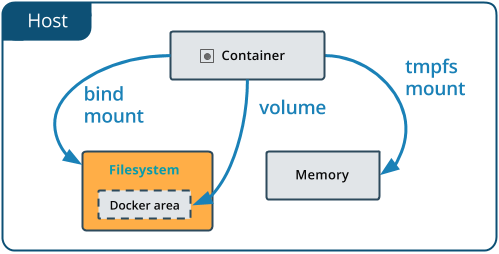 Host
Container
bind
mount
volume
tmpfs
mount
Filesystem
Docker area
Memory